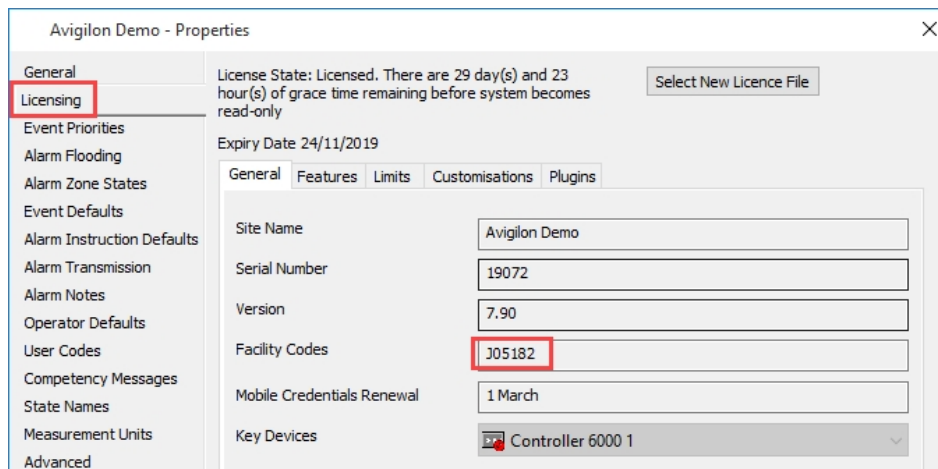 Avigilon Demo - Properties
General
Licensing
Event Priorities
Alarm Flooding
Alarm Zone States
Event Defaults
Alarm Instruction Defaults
Alarm Transmission
Alarm Notes
Operator Defaults
User Codes
Competency Messages
State Names
Measurement Units
Advanced
License State: Licensed. There are 29 day(s) and 23
hour(s) of grace time remaining before system becomes
read-only
Select New Licence File
Expiry Date 24/11/2019
General Features Limits Customisations Plugins
Site Name Avigilon Demo
Serial Number 19072
Version 7.90
Facility Codes J05182
Mobile Credentials Renewal 1 March
Key Devices Controller 6000 1